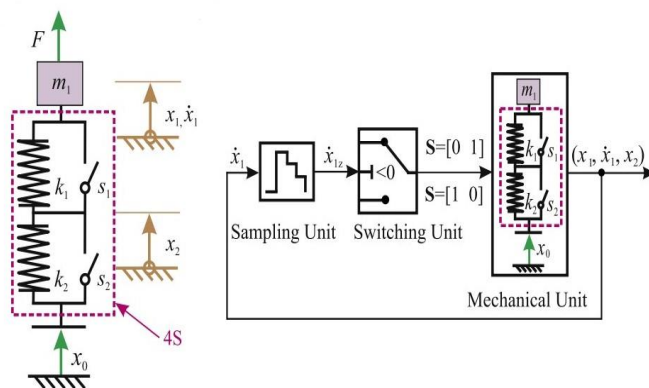 F
m₁
x₁, ẋ₁
k₁
s₁
x₂
k₂
s₂
4S
x₀
ẋ₁
Sampling Unit
ẋ₁z
<0
Switching Unit
S=[0 1]
S=[1 0]
m₁
k₁
s₁
k₂
s₂
x₀
Mechanical Unit
(x₁, ẋ₁, x₂)